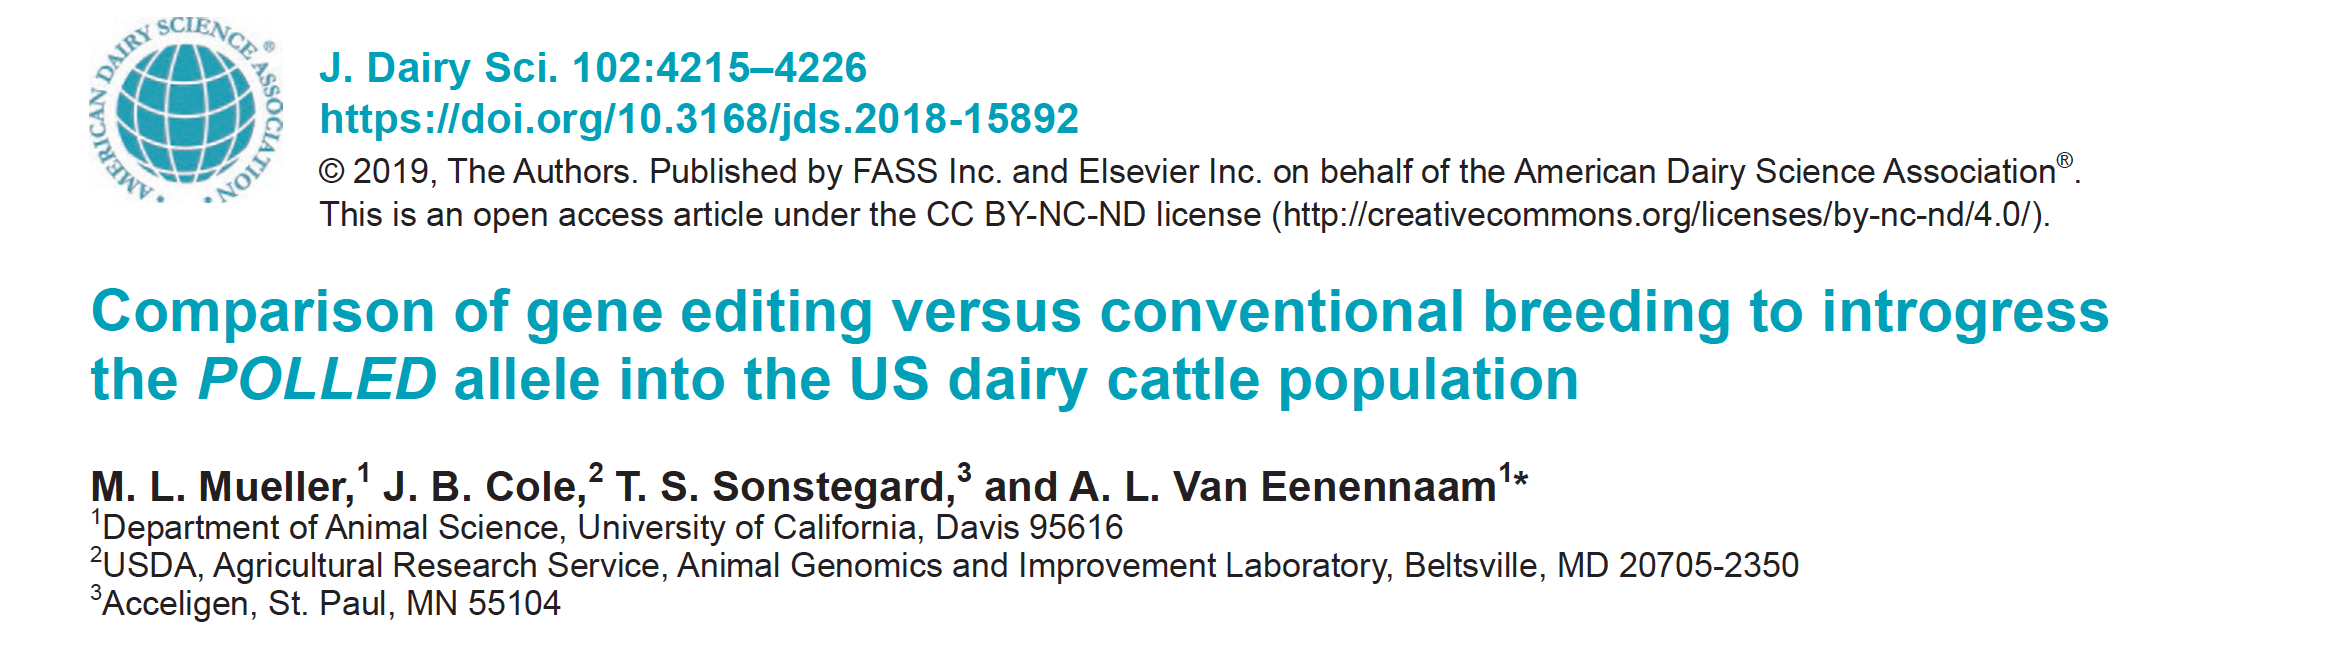 AMERICAN DAIRY SCIENCE ASSOCIATION®
J. Dairy Sci. 102:4215–4226
https://doi.org/10.3168/jds.2018-15892
© 2019, The Authors. Published by FASS Inc. and Elsevier Inc. on behalf of the American Dairy Science Association®.
This is an open access article under the CC BY-NC-ND license (http://creativecommons.org/licenses/by-nc-nd/4.0/).
Comparison of gene editing versus conventional breeding to introgress
the POLLED allele into the US dairy cattle population
M. L. Mueller,1 J. B. Cole,2 T. S. Sonstegard,3 and A. L. Van Eenennaam1*
1Department of Animal Science, University of California, Davis 95616
2USDA, Agricultural Research Service, Animal Genomics and Improvement Laboratory, Beltsville, MD 20705-2350
3Acceligen, St. Paul, MN 55104